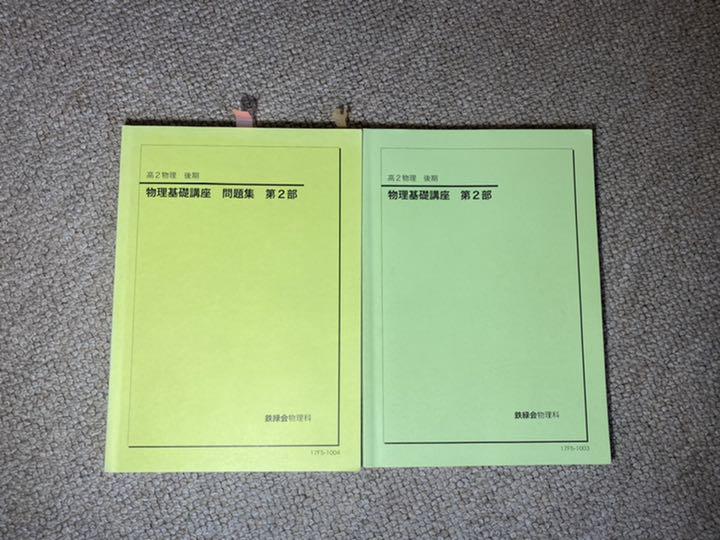 高2物理 後期
物理基礎講座 問題集 第2部
鉄緑会物理科
17FS-1004
高2物理 後期
物理基礎講座 第2部
鉄緑会物理科
17FS-1003